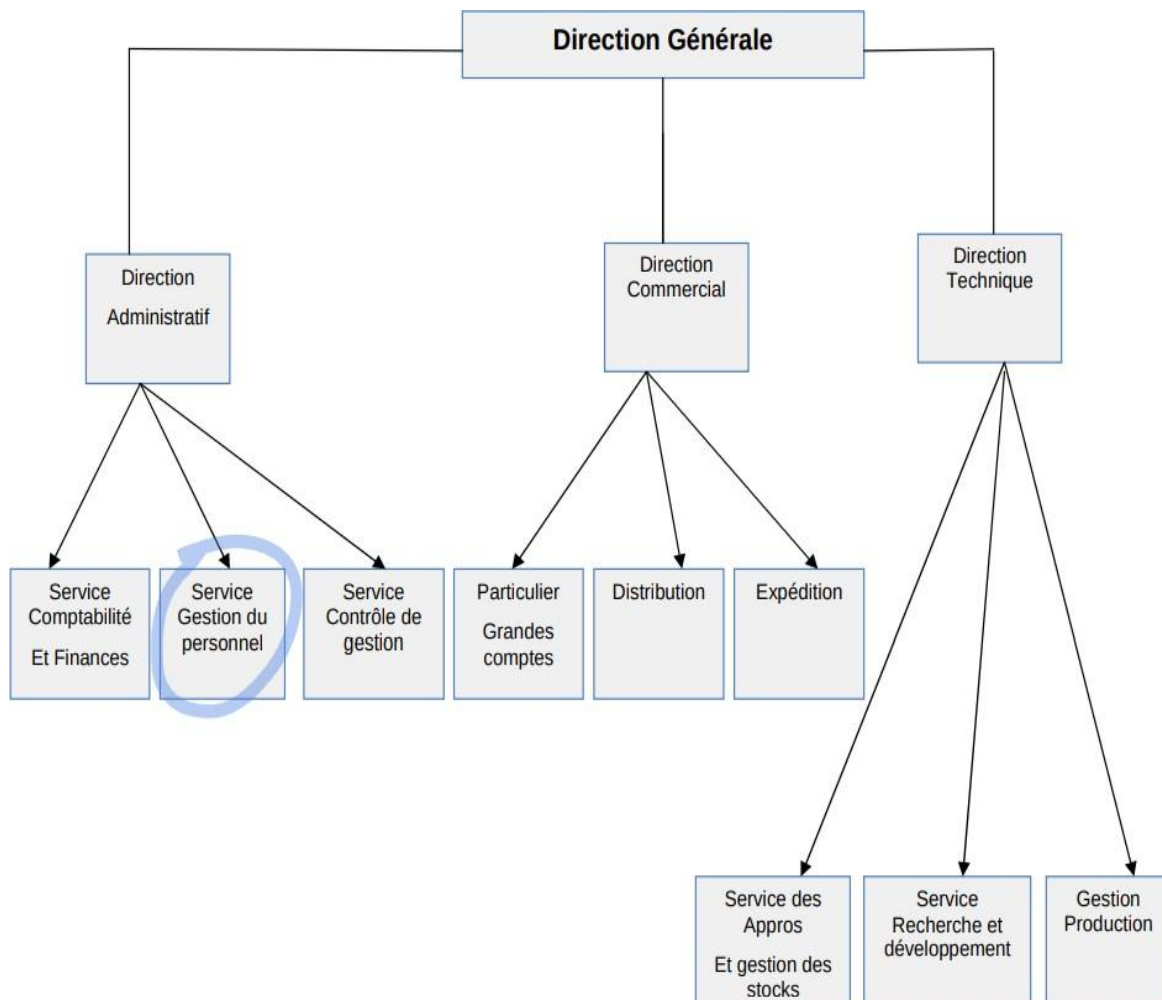 Direction Générale
Direction
Administratif
Direction
Commercial
Direction
Technique
Service
Comptabilité
Et Finances
Service
Gestion du
personnel
Service
Contrôle de
gestion
Particulier
Grandes
comptes
Distribution
Expédition
Service des
Appros
Et gestion des
stocks
Service
Recherche et
développement
Gestion
Production